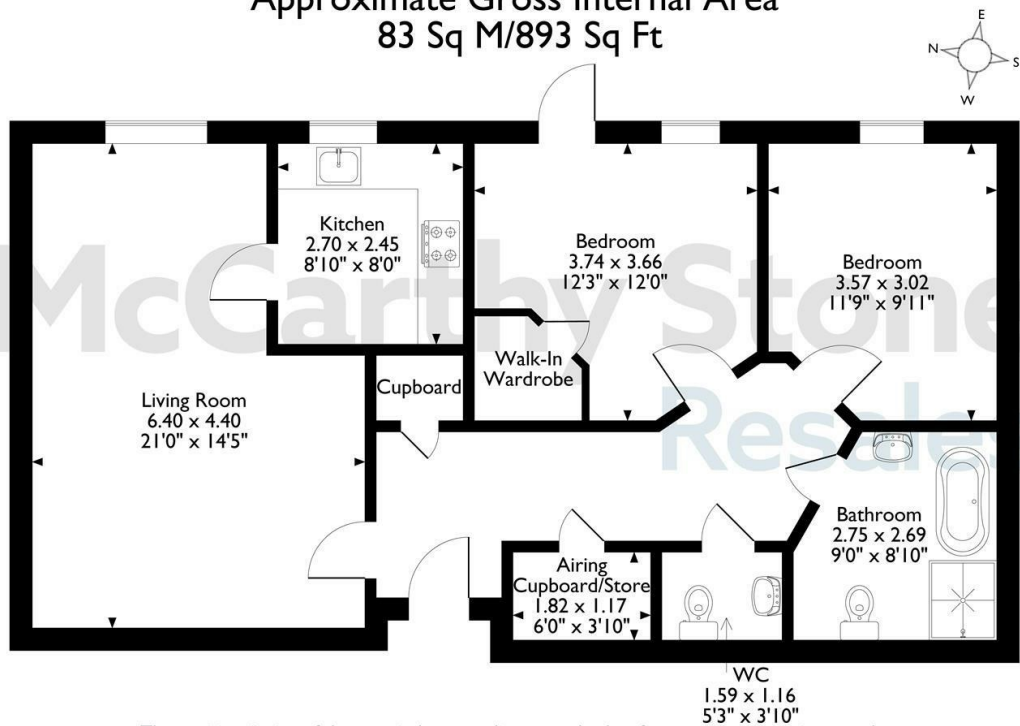 Approximate Gross Internal Area
83 Sq M/893 Sq Ft
E
N
S
W
McCarthy Stone
Resales
Kitchen
2.70 x 2.45
8'10" x 8'0"
Bedroom
3.74 x 3.66
12'3" x 12'0"
Bedroom
3.57 x 3.02
11'9" x 9'11"
Walk-In
Wardrobe
Cupboard
Living Room
6.40 x 4.40
21'0" x 14'5"
Bathroom
2.75 x 2.69
9'0" x 8'10"
Airing
Cupboard/Store
1.82 x 1.17
6'0" x 3'10"
WC
1.59 x 1.16
5'3" x 3'10"